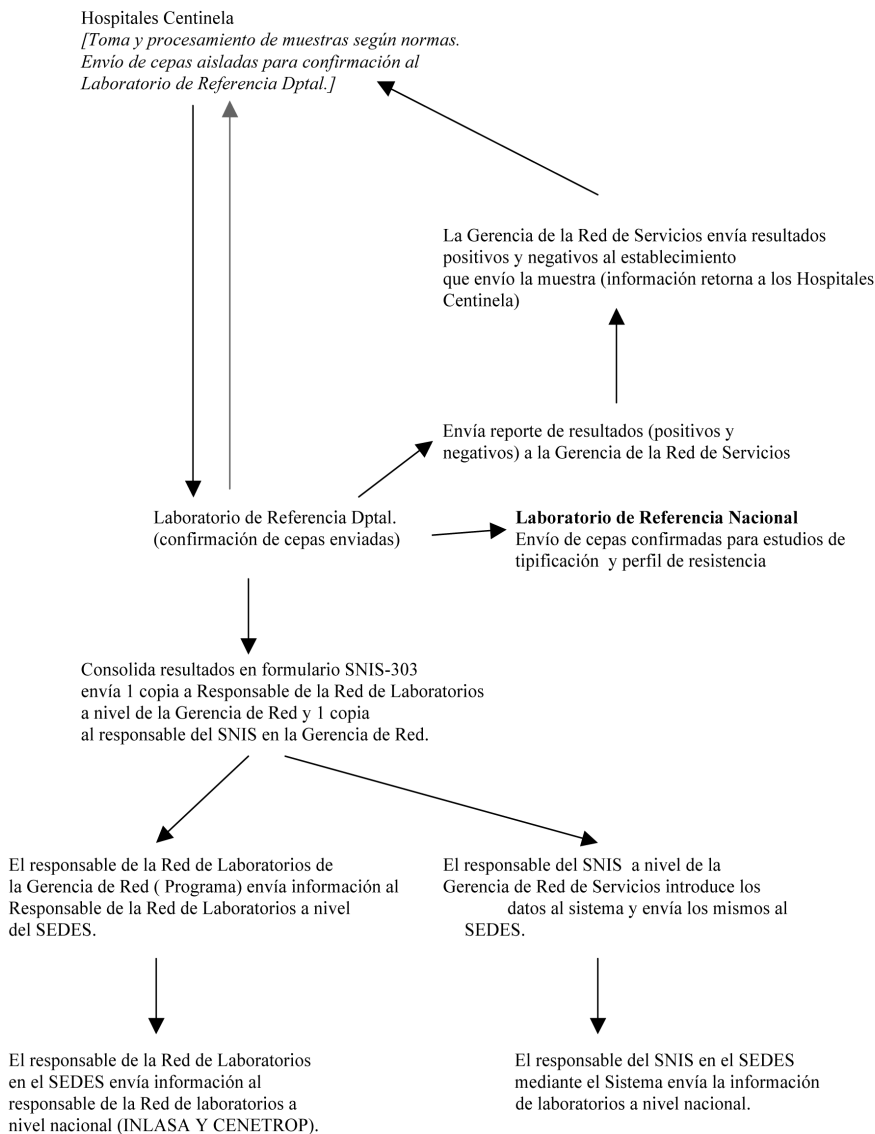 Hospitales Centinela
[Toma y procesamiento de muestras según normas.
Envío de cepas aisladas para confirmación al
Laboratorio de Referencia Dptal.]
La Gerencia de la Red de Servicios envía resultados
positivos y negativos al establecimiento
que envío la muestra (información retorna a los Hospitales
Centinela)
Envía reporte de resultados (positivos y
negativos) a la Gerencia de la Red de Servicios
Laboratorio de Referencia Dptal.
(confirmación de cepas enviadas)
Laboratorio de Referencia Nacional
Envío de cepas confirmadas para estudios de
tipificación y perfil de resistencia
Consolida resultados en formulario SNIS-303
envía 1 copia a Responsable de la Red de Laboratorios
a nivel de la Gerencia de Red y 1 copia
al responsable del SNIS en la Gerencia de Red.
El responsable de la Red de Laboratorios de
la Gerencia de Red ( Programa) envía información al
Responsable de la Red de Laboratorios a nivel
del SEDES.
El responsable del SNIS a nivel de la
Gerencia de Red de Servicios introduce los
datos al sistema y envía los mismos al
SEDES.
El responsable de la Red de Laboratorios
en el SEDES envía información al
responsable de la Red de laboratorios a
nivel nacional (INLASA Y CENETROP).
El responsable del SNIS en el SEDES
mediante el Sistema envía la información
de laboratorios a nivel nacional.